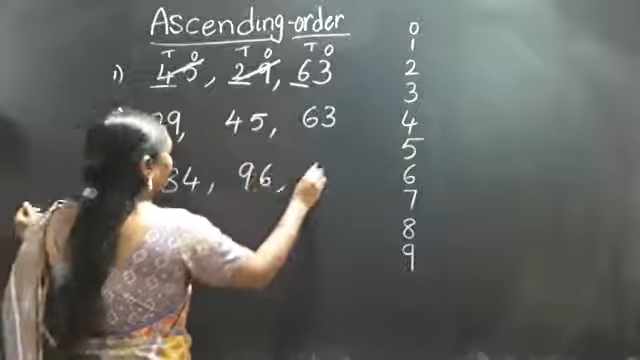 Ascending-order
T O T O T O
1) 45, 29, 63
29, 45, 63
34, 96,
0
1
2
3
4
5
6
7
8
9